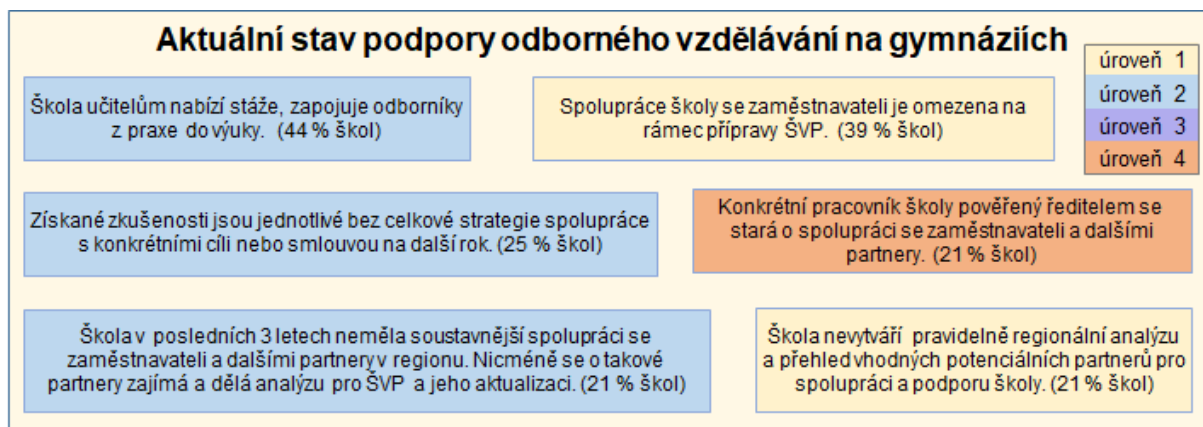 Aktuální stav podpory odborného vzdělávání na gymnáziích
úroveň 1
úroveň 2
úroveň 3
úroveň 4
Škola učitelům nabízí stáže, zapojuje odborníky
z praxe do výuky. (44 % škol)
Spolupráce školy se zaměstnavateli je omezena na
rámec přípravy ŠVP. (39 % škol)
Získané zkušenosti jsou jednotlivé bez celkové strategie spolupráce
s konkrétními cíli nebo smlouvou na další rok. (25 % škol)
Konkrétní pracovník školy pověřený ředitelem se
stará o spolupráci se zaměstnavateli a dalšími
partnery. (21 % škol)
Škola v posledních 3 letech neměla soustavnější spolupráci se
zaměstnavateli a dalšími partnery v regionu. Nicméně se o takové
partnery zajímá a dělá analýzu pro ŠVP a jeho aktualizaci. (21 % škol)
Škola nevytváří pravidelně regionální analýzu
a přehled vhodných potenciálních partnerů pro
spolupráci a podporu školy. (21 % škol)